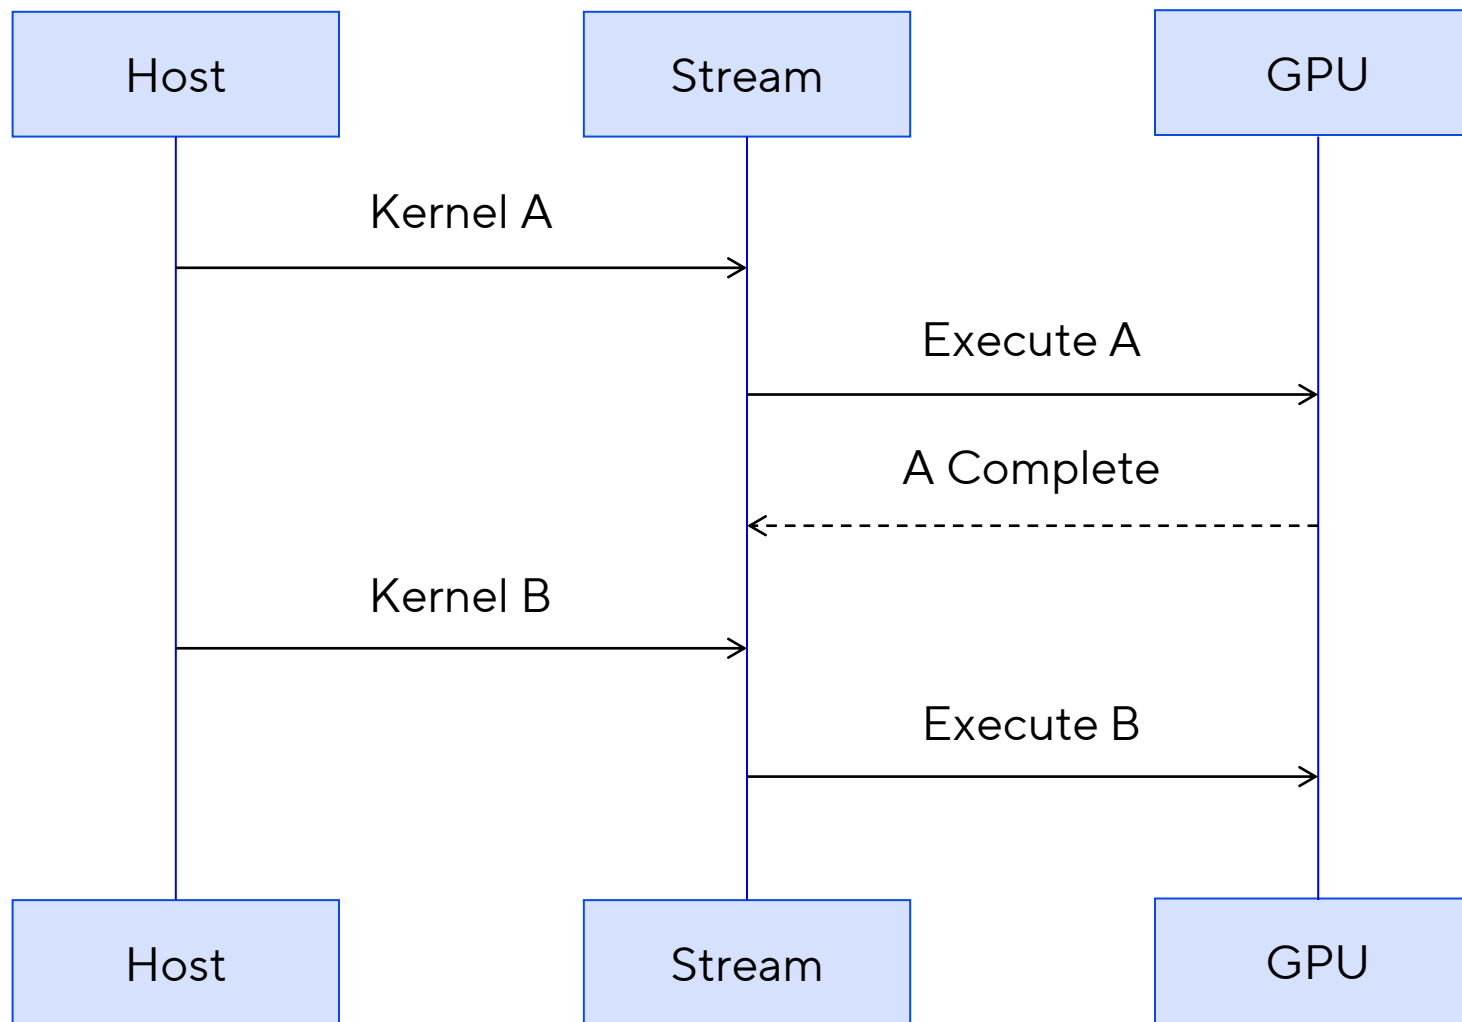 Host
Stream
GPU
Kernel A
Execute A
A Complete
Kernel B
Execute B
Host
Stream
GPU